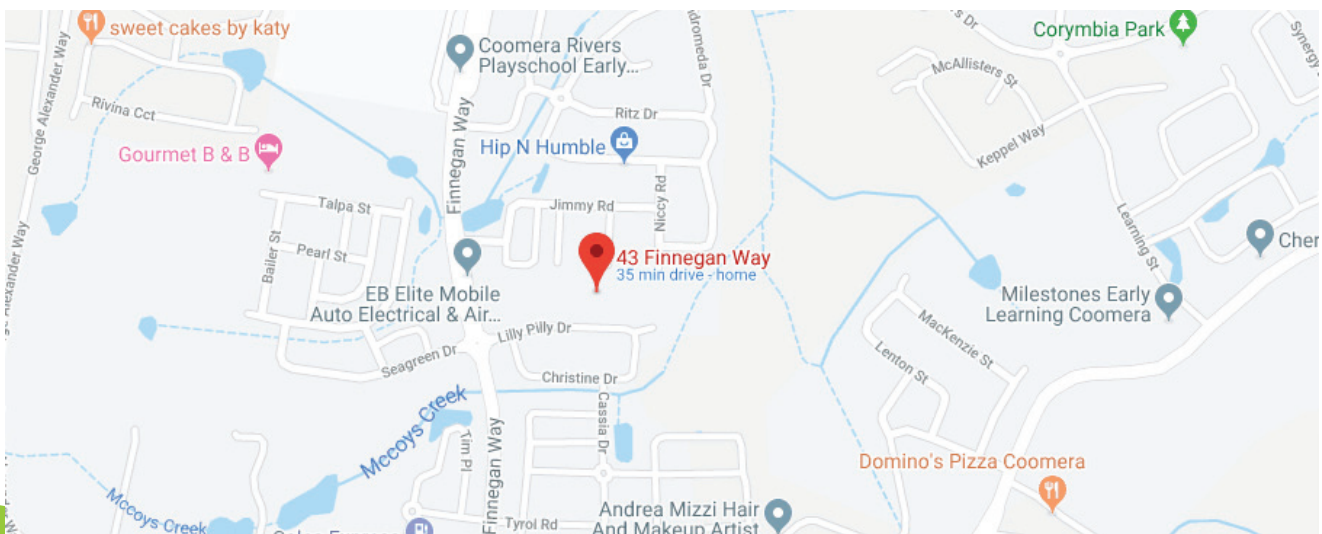 sweet cakes by katy
Coomera Rivers
Playschool Early...
Corymbia Park
McAllisters St
George Alexander Way
Rivina Cct
Ritz Dr
Keppel Way
Gourmet B & B
Hip N Humble
Finnegan Way
Talpa St
Jimmy Rd
Niccy Rd
Learning St
Pearl St
Bailer St
43 Finnegan Way
35 min drive - home
EB Elite Mobile
Auto Electrical & Air...
Milestones Early
Learning Coomera
Lilly Pilly Dr
Seagreen Dr
MacKenzie St
Lenton St
Christine Dr
Cassia Dr
Mccoys Creek
Tim Pl
Finnegan Way
Domino's Pizza Coomera
Mccoys Creek
Tyrol Rd
Andrea Mizzi Hair
And Makeup Artist